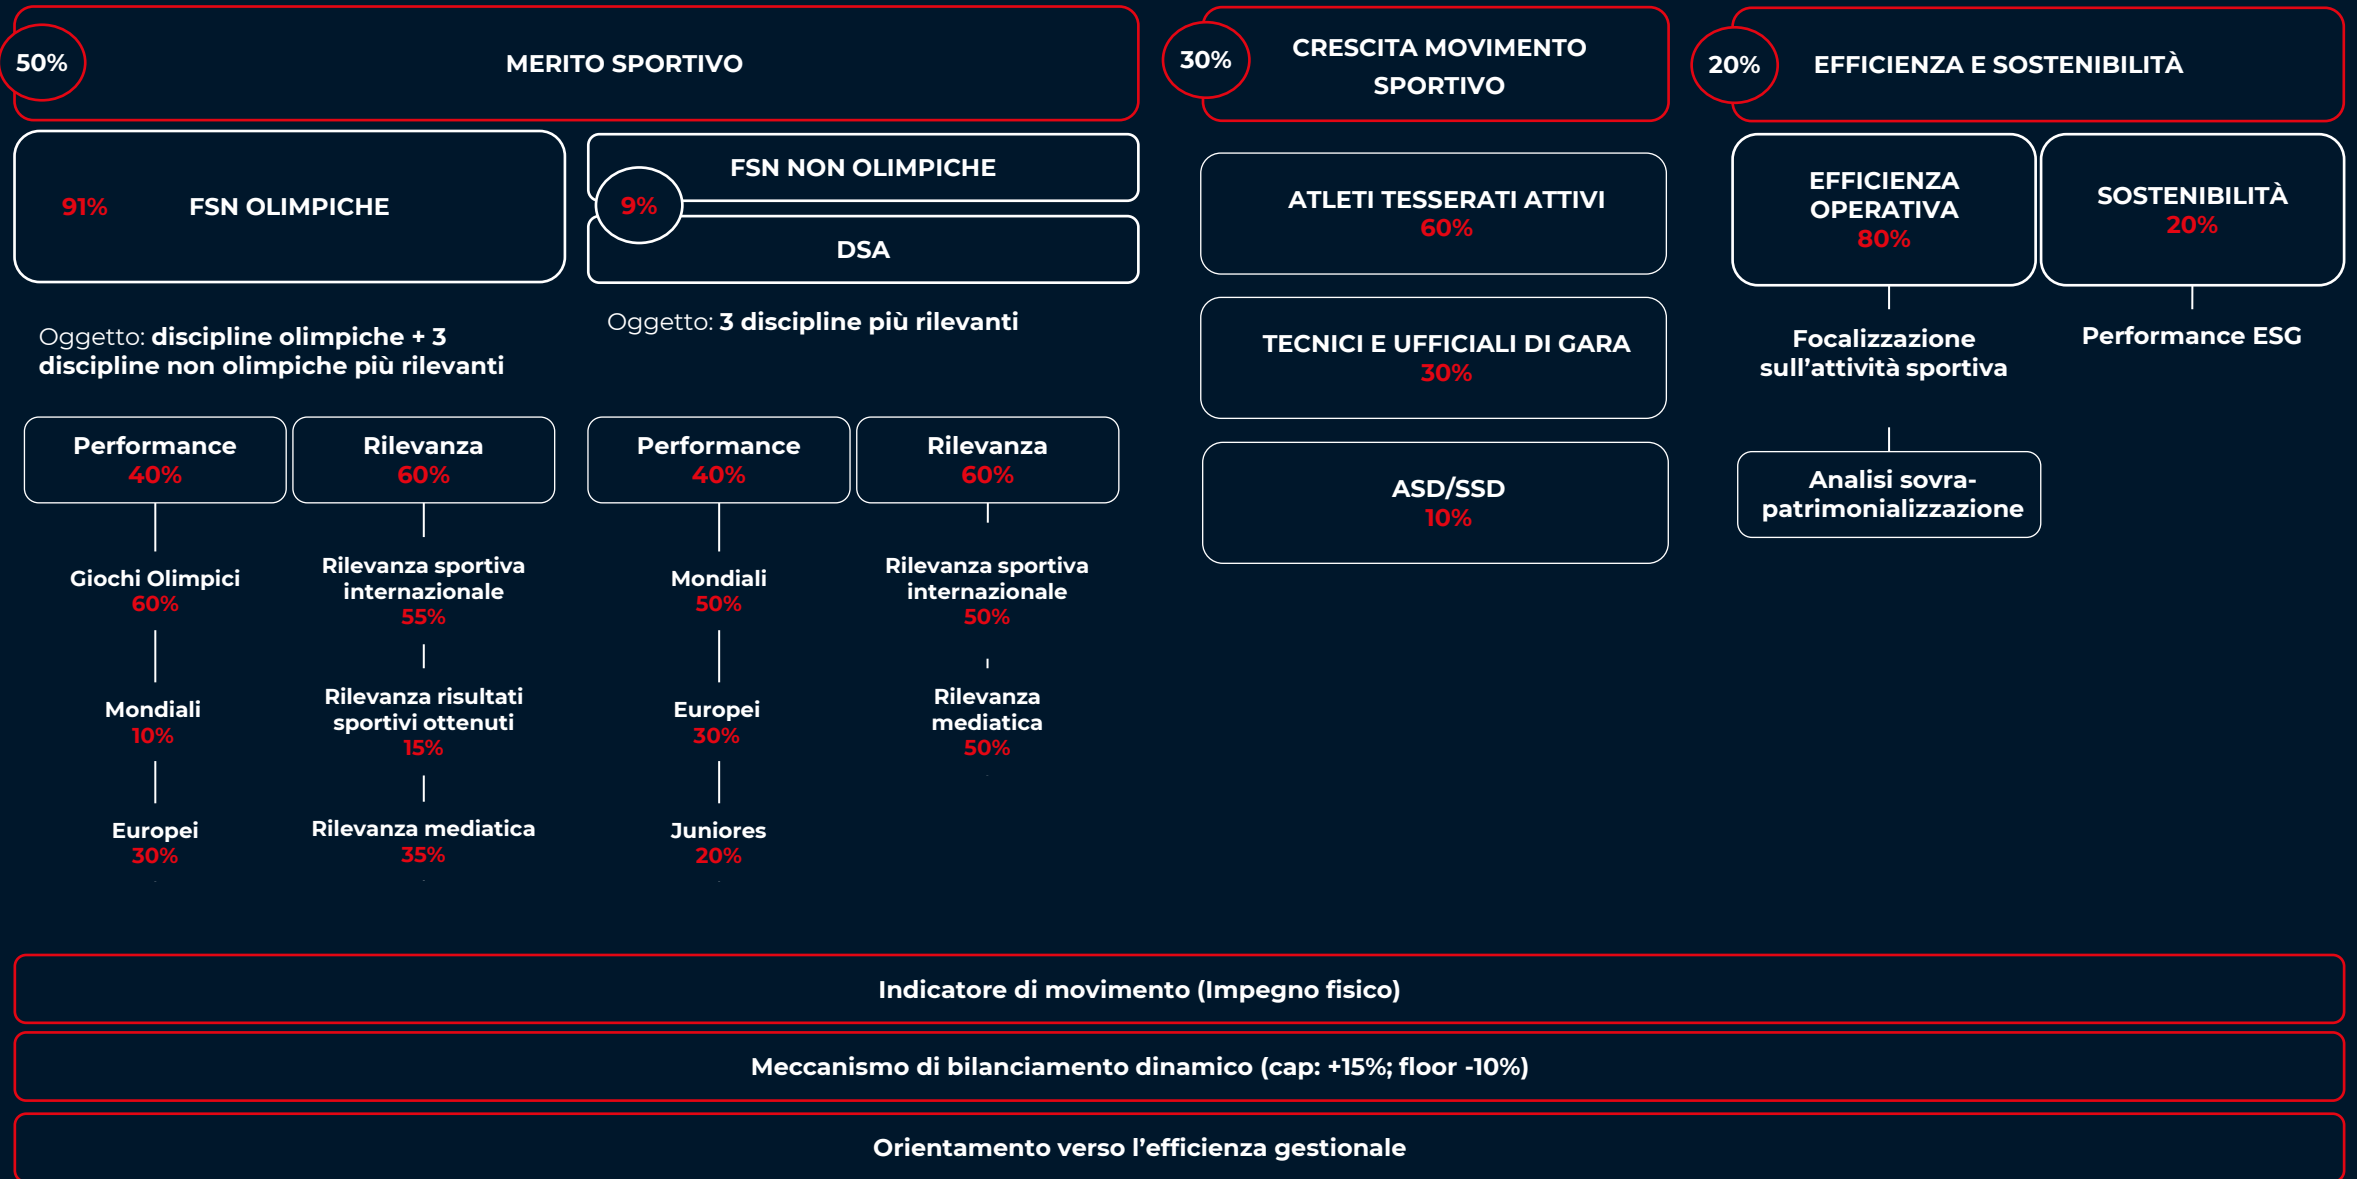 50%
MERITO SPORTIVO
91%
FSN OLIMPICHE
9%
FSN NON OLIMPICHE
DSA
Oggetto: discipline olimpiche + 3
discipline non olimpiche più rilevanti
Oggetto: 3 discipline più rilevanti
Performance
40%
Giochi Olimpici
60%
Mondiali
10%
Europei
30%
Rilevanza
60%
Rilevanza sportiva
internazionale
55%
Rilevanza risultati
sportivi ottenuti
15%
Rilevanza mediatica
35%
Performance
40%
Mondiali
50%
Europei
30%
Juniores
20%
Rilevanza
60%
Rilevanza sportiva
internazionale
50%
Rilevanza
mediatica
50%
30%
CRESCITA MOVIMENTO
SPORTIVO
ATLETI TESSERATI ATTIVI
60%
TECNICI E UFFICIALI DI GARA
30%
ASD/SSD
10%
20%
EFFICIENZA E SOSTENIBILITÀ
EFFICIENZA
OPERATIVA
80%
Focalizzazione
sull’attività sportiva
Analisi sovra-
patrimonializzazione
SOSTENIBILITÀ
20%
Performance ESG
Indicatore di movimento (Impegno fisico)
Meccanismo di bilanciamento dinamico (cap: +15%; floor -10%)
Orientamento verso l’efficienza gestionale